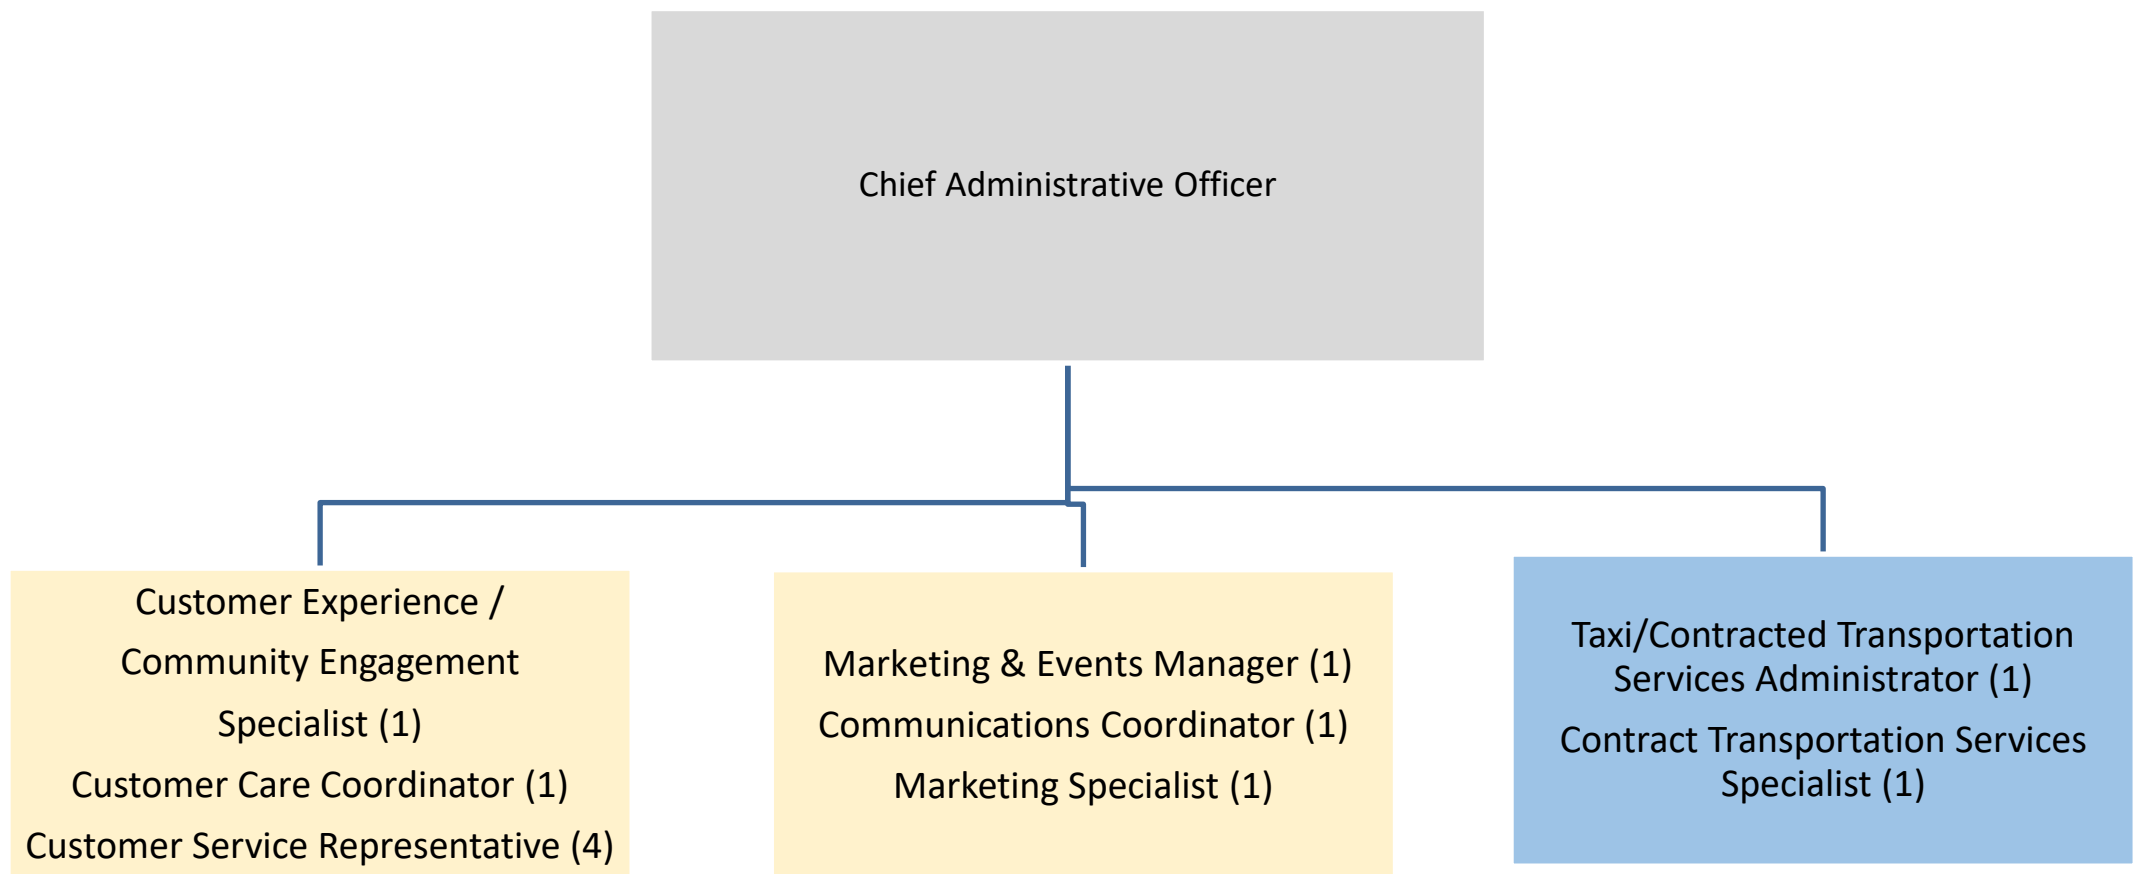 Chief Administrative Officer
Customer Experience /
Community Engagement
Specialist (1)
Customer Care Coordinator (1)
Customer Service Representative (4)
Marketing & Events Manager (1)
Communications Coordinator (1)
Marketing Specialist (1)
Taxi/Contracted Transportation
Services Administrator (1)
Contract Transportation Services
Specialist (1)